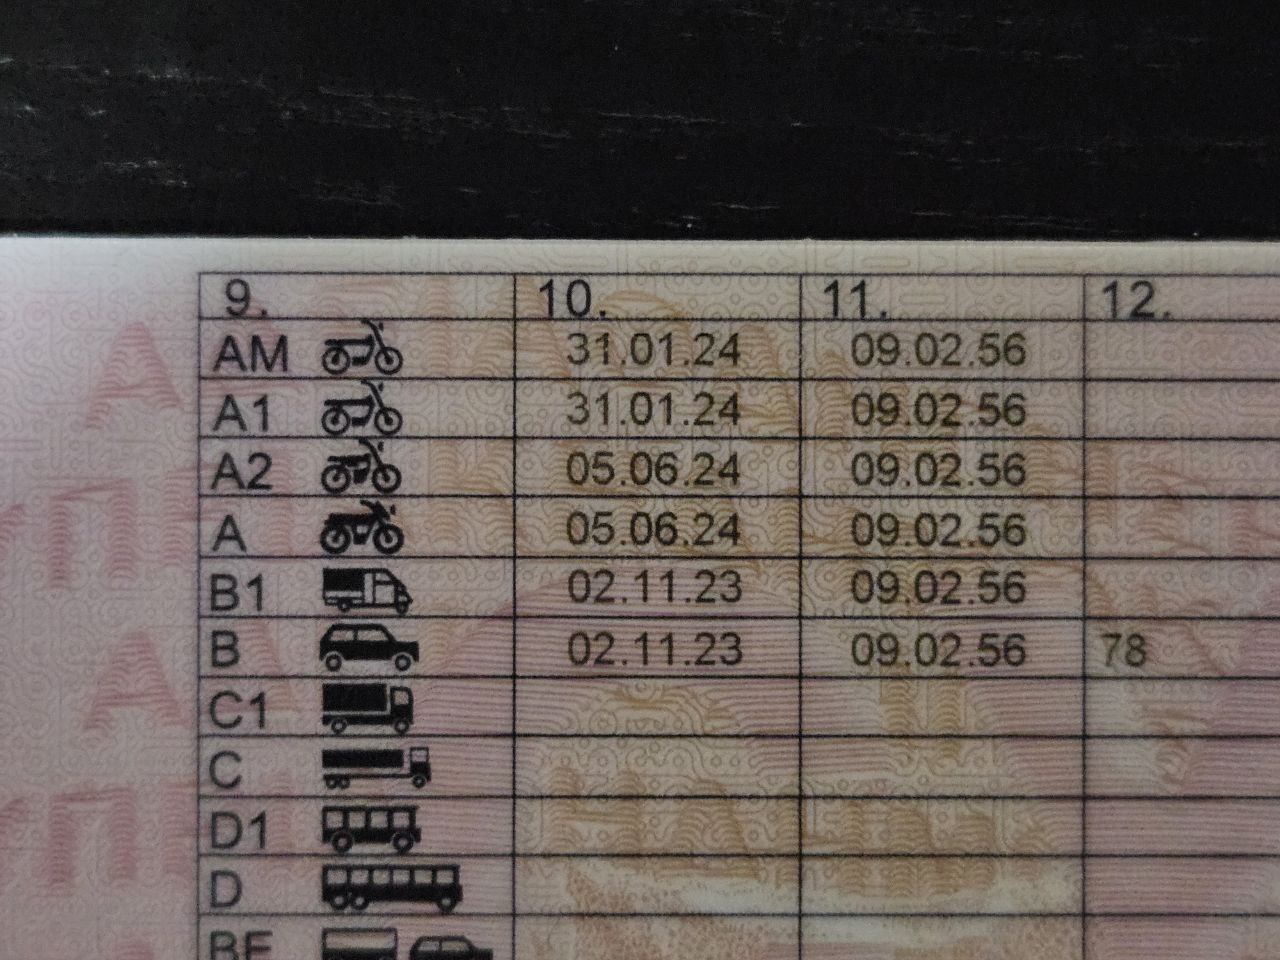 9. 10. 11. 12.
AM 31.01.24 09.02.56
A1 31.01.24 09.02.56
A2 05.06.24 09.02.56
A 05.06.24 09.02.56
B1 02.11.23 09.02.56
B 02.11.23 09.02.56 78
C1
C
D1
D
BE